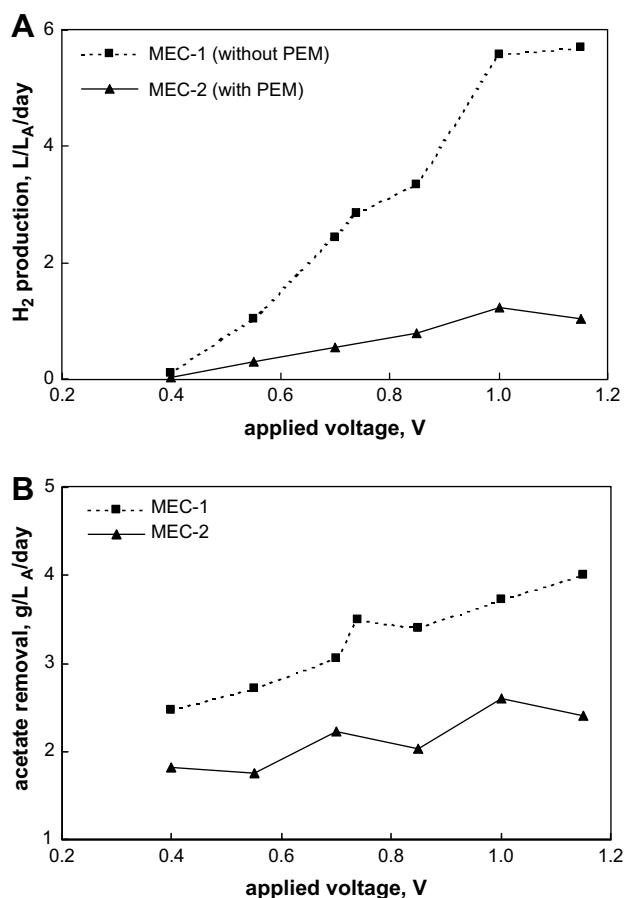 A
6
MEC-1 (without PEM)
MEC-2 (with PEM)
4
2
0
H2 production, L/LA/day
0.2 0.4 0.6 0.8 1.0 1.2
applied voltage, V
B
5
MEC-1
MEC-2
4
3
2
1
acetate removal, g/L A/day
0.2 0.4 0.6 0.8 1.0 1.2
applied voltage, V